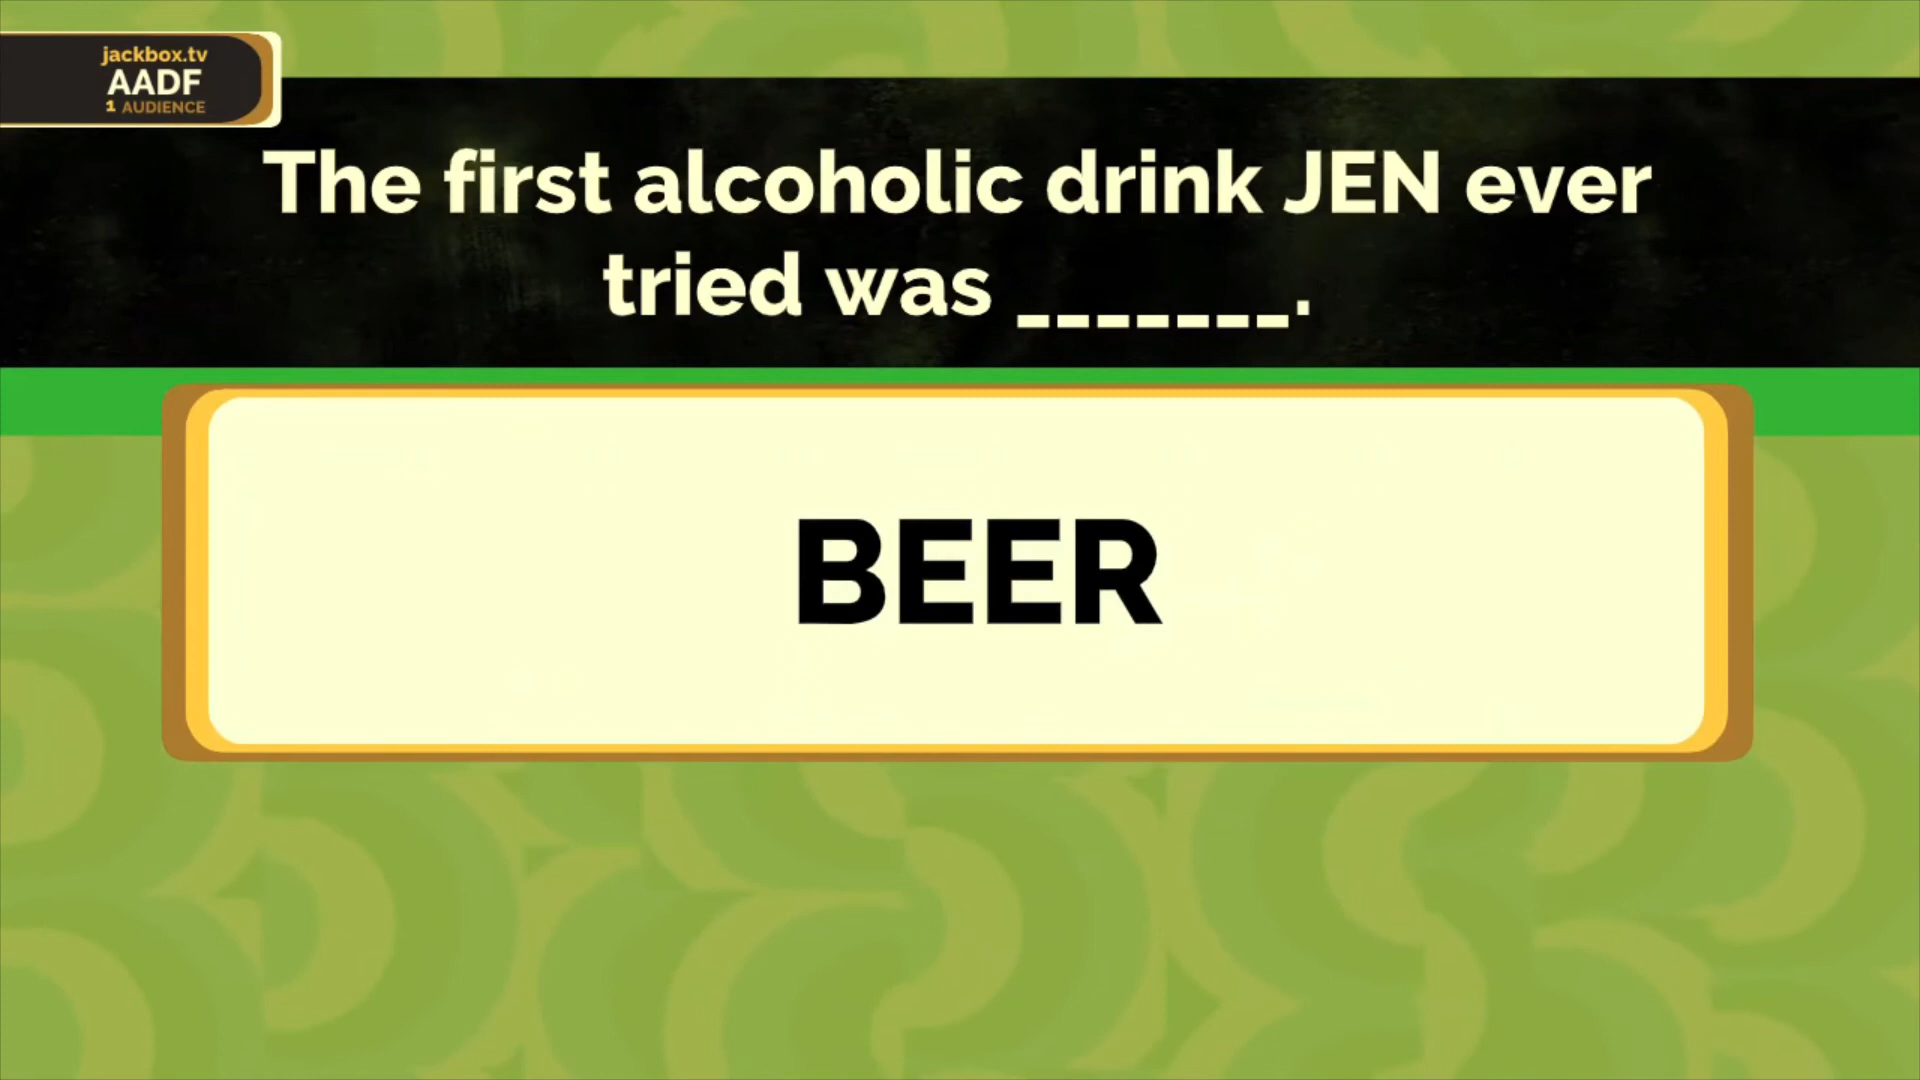 jackbox.tv
AADF
1 AUDIENCE
The first alcoholic drink JEN ever
tried was _______.
BEER